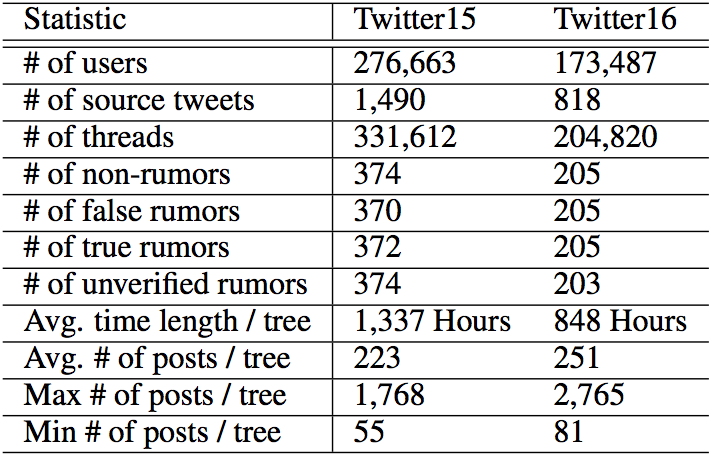 Statistic Twitter15 Twitter16
# of users 276,663 173,487
# of source tweets 1,490 818
# of threads 331,612 204,820
# of non-rumors 374 205
# of false rumors 370 205
# of true rumors 372 205
# of unverified rumors 374 203
Avg. time length / tree 1,337 Hours 848 Hours
Avg. # of posts / tree 223 251
Max # of posts / tree 1,768 2,765
Min # of posts / tree 55 81